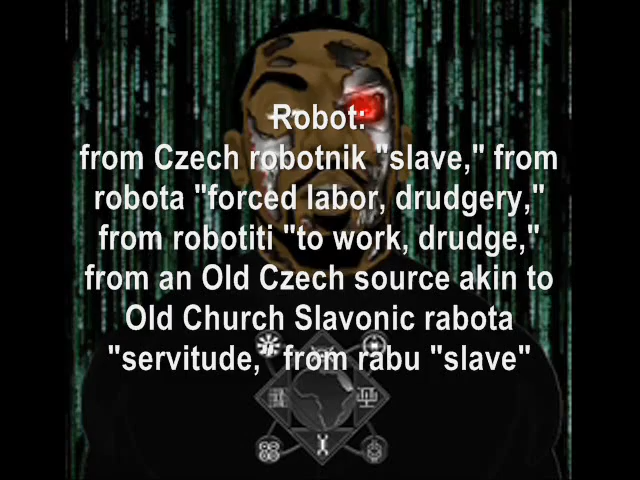 Robot:
from Czech robotnik "slave," from
robota "forced labor, drudgery,"
from robotiti "to work, drudge,"
from an Old Czech source akin to
Old Church Slavonic rabota
"servitude," from rabu "slave"